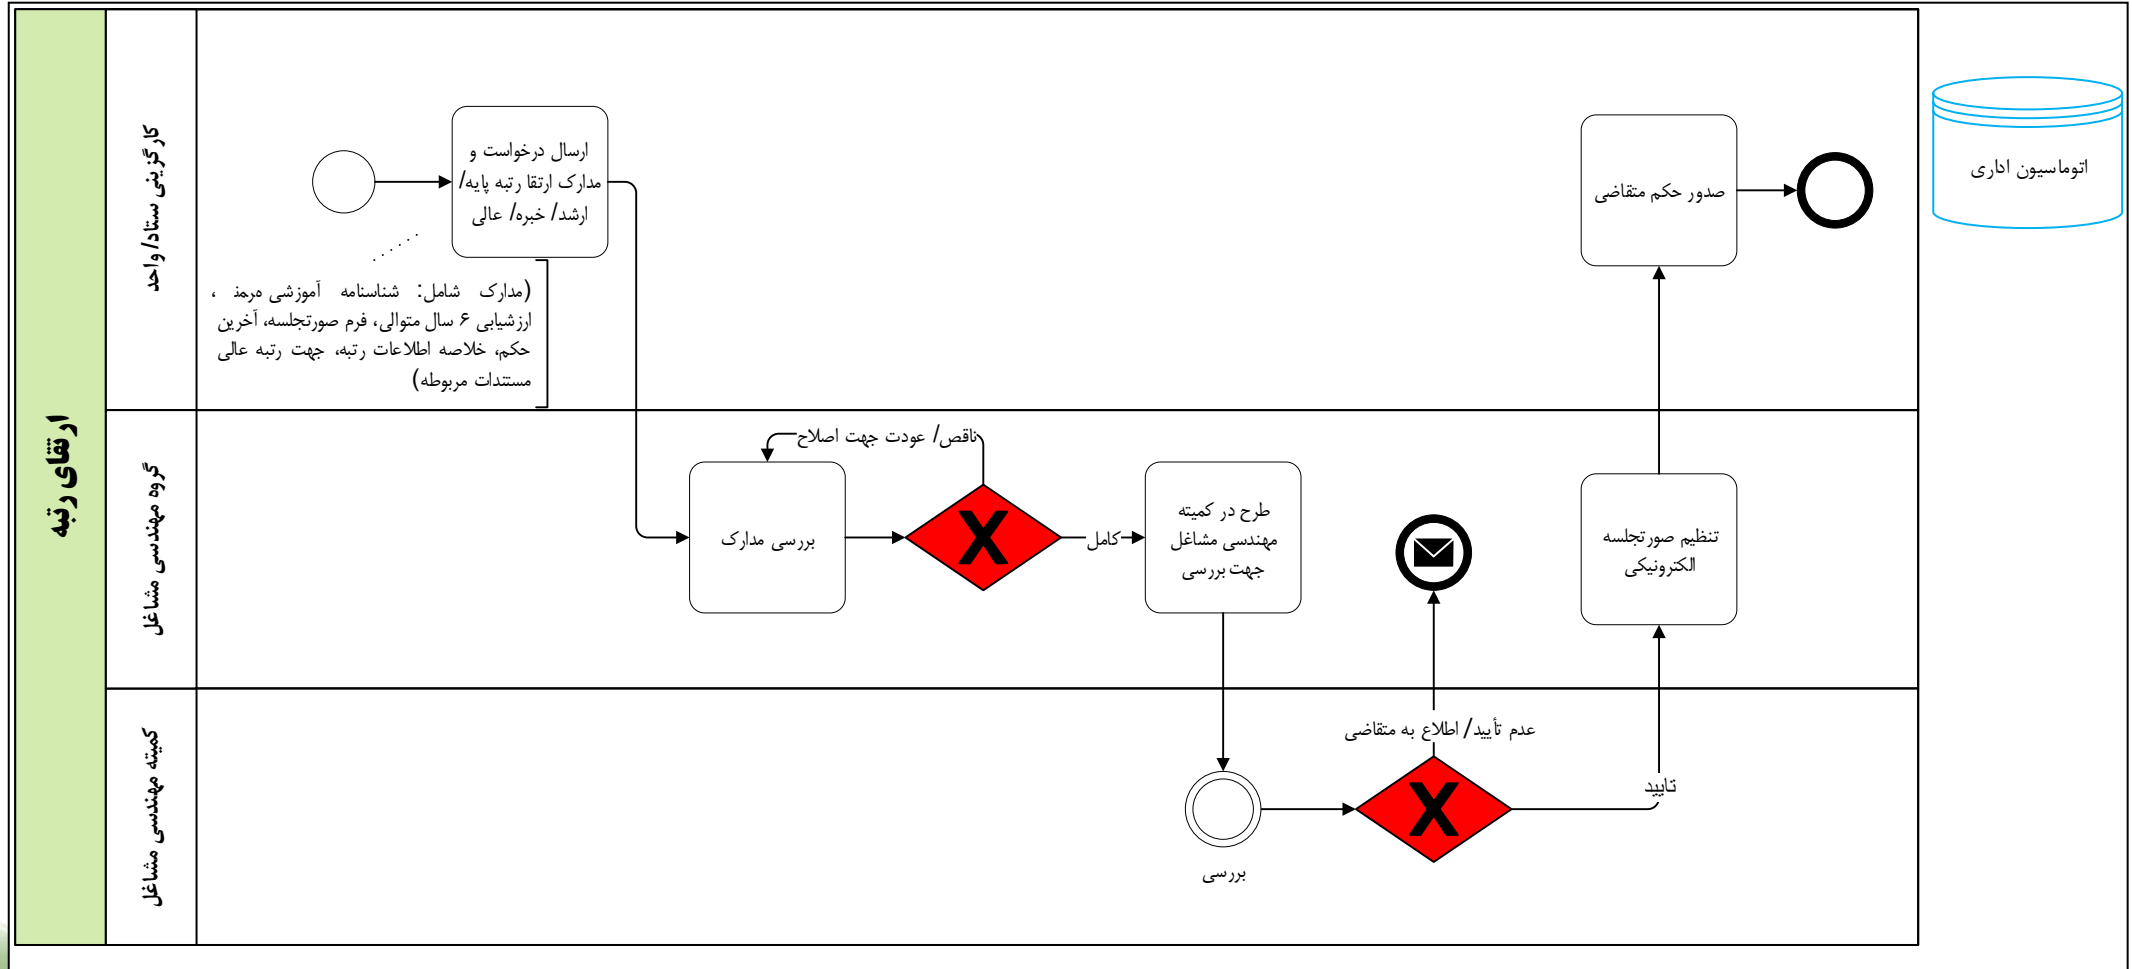 ارتقای رتبه
کارگزینی ستاد/واحد
گروه مهندسی مشاغل
کمیته مهندسی مشاغل
ارسال درخواست و
مدارک ارتقا رتبه پایه/
ارشد/ خبره/ عالی
(مدارک شامل: شناسنامه آموزشی ،
ارزشیابی ۶ سال متوالی، فرم صورتجلسه، آخرین
حکم، خلاصه اطلاعات رتبه، جهت رتبه عالی
مستندات مربوطه)
بررسی مدارک
ناقص/ عودت جهت اصلاح
X
کامل
طرح در کمیته
مهندسی مشاغل
جهت بررسی
بررسی
X
عدم تأیید/ اطلاع به متقاضی
تایید
تنظیم صورتجلسه
الکترونیکی
صدور حکم متقاضی
اتوماسیون اداری